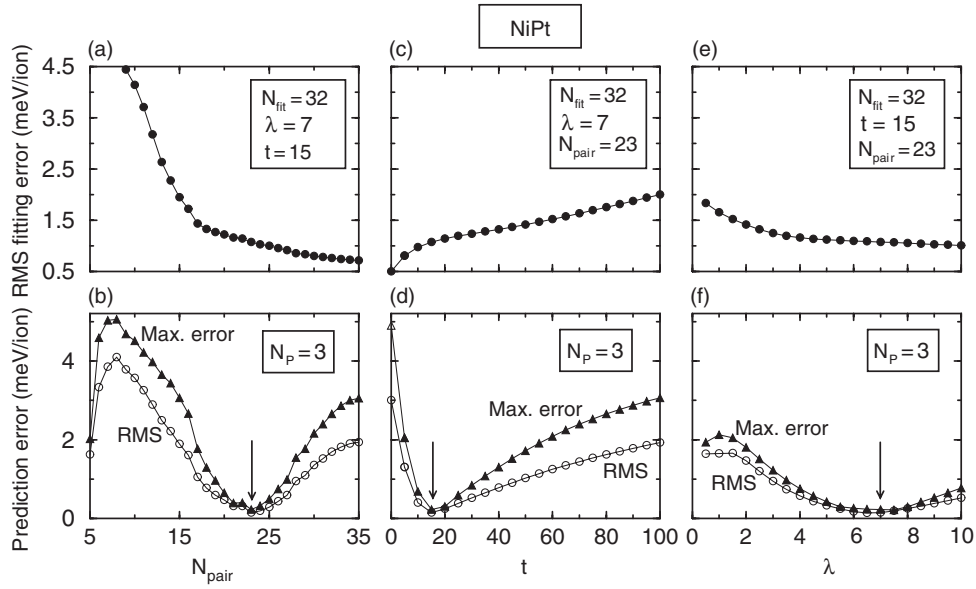 NiPt
(a)
(c)
(e)
RMS fitting error (meV/ion)
4.5
3.5
2.5
1.5
0.5
N_fit = 32
λ = 7
t = 15
N_fit = 32
λ = 7
N_pair = 23
N_fit = 32
t = 15
N_pair = 23
(b)
(d)
(f)
Prediction error (meV/ion)
4
2
0
Max. error
RMS
N_P = 3
Max. error
RMS
N_P = 3
Max. error
RMS
N_P = 3
5 15 25 35
0 20 40 60 80 100
0 2 4 6 8 10
N_pair
t
λ